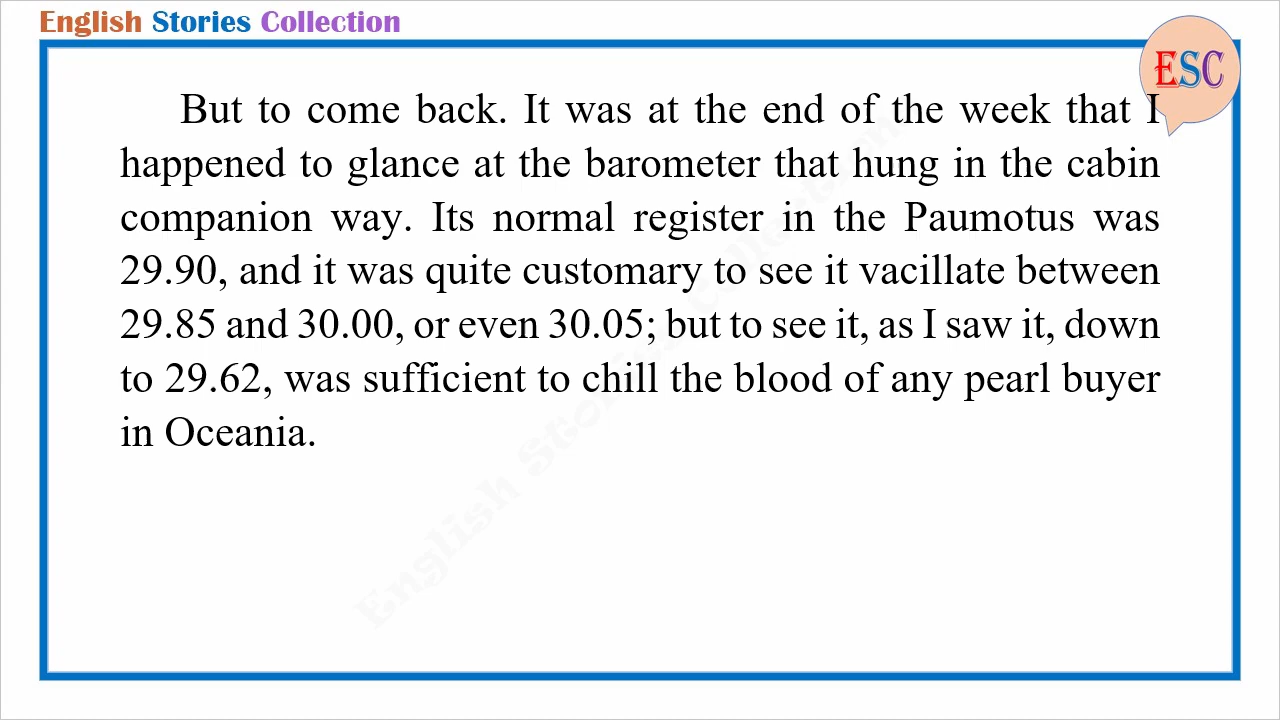 English Stories Collection
ESC
But to come back. It was at the end of the week that I
happened to glance at the barometer that hung in the cabin
companion way. Its normal register in the Paumotus was
29.90, and it was quite customary to see it vacillate between
29.85 and 30.00, or even 30.05; but to see it, as I saw it, down
to 29.62, was sufficient to chill the blood of any pearl buyer
in Oceania.
English Stories Collection